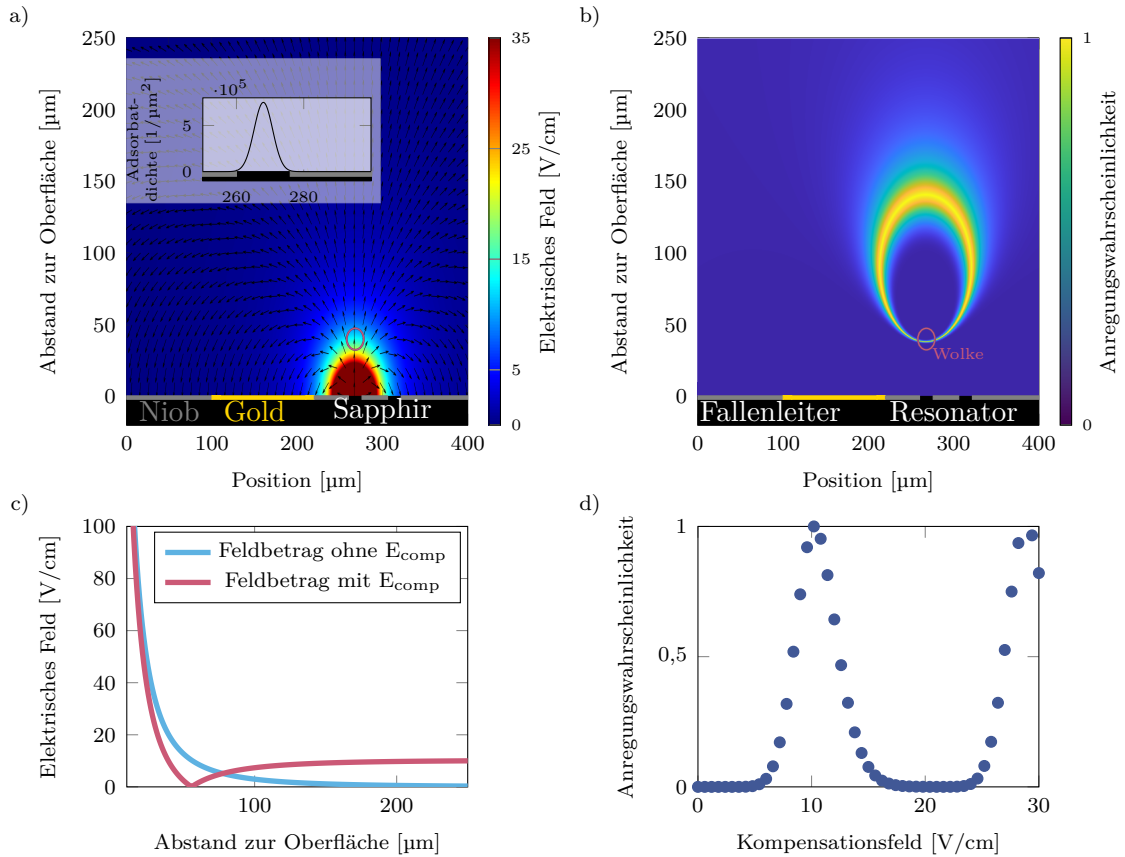 a)
250
200
150
100
50
0
Abstand zur Oberfläche [µm]
Adsorbat-
dichte [1/µm²]
·10⁵
5
0
260
280
Niob
Gold
Sapphir
0
100
200
300
400
Position [µm]
35
25
15
5
0
Elektrisches Feld [V/cm]
b)
250
200
150
100
50
0
Abstand zur Oberfläche [µm]
Wolke
Fallenleiter
Resonator
0
100
200
300
400
Position [µm]
1
0
Anregungswahrscheinlichkeit
c)
100
80
60
40
20
0
Elektrisches Feld [V/cm]
Feldbetrag ohne E_comp
Feldbetrag mit E_comp
100
200
Abstand zur Oberfläche [µm]
d)
1
0,5
0
Anregungswahrscheinlichkeit
0
10
20
30
Kompensationsfeld [V/cm]